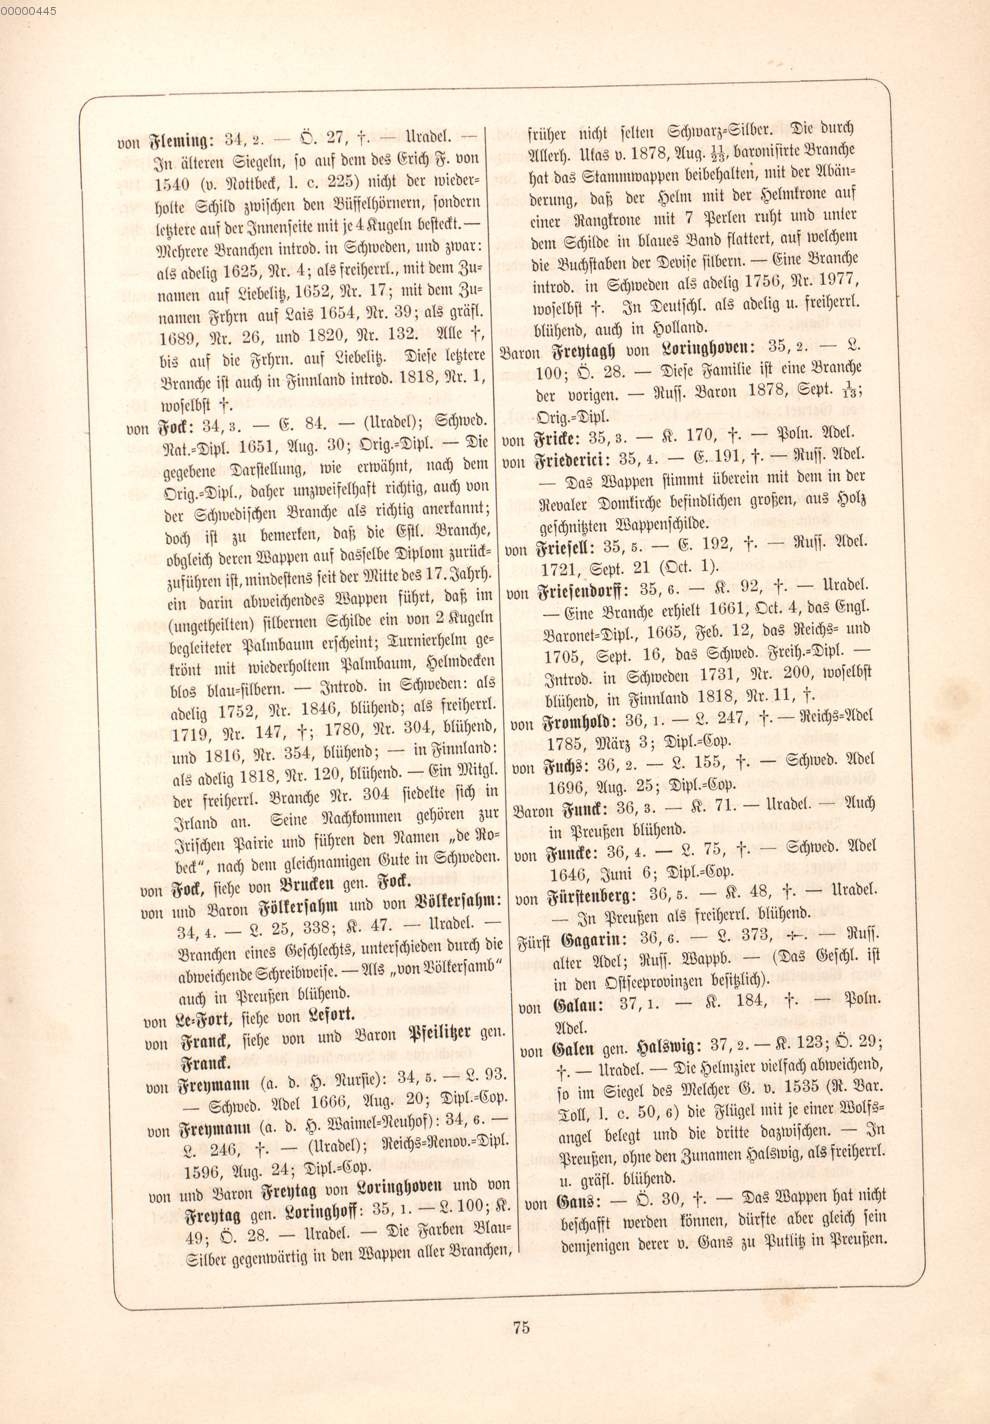 00000445
von Fleming: 34, 2. — Ö. 27, †. — Uradel. —
In älteren Siegeln, so auf dem des Erich F. von
1540 (v. Nottbeck, l. c. 225) nicht der wieder-
holte Schild zwischen den Büffelhörnern, sondern
letztere auf der Innenseite mit je 4 Kugeln besteckt. —
Mehrere Branchen introd. in Schweden, und zwar:
als adelig 1625, Nr. 4; als freiherrl., mit dem Zu-
namen auf Liebelitz, 1652, Nr. 17; mit dem Zu-
namen Frhrn auf Lais 1654, Nr. 39; als gräfl.
1689, Nr. 26, und 1820, Nr. 132. Alle †,
bis auf die Frhrn. auf Liebelitz. Diese letztere
Branche ist auch in Finnland introd. 1818, Nr. 1,
woselbst †.
von Fock: 34, 3. — E. 84. — (Uradel); Schwed.
Nat.-Dipl. 1651, Aug. 30; Orig.-Dipl. — Die
gegebene Darstellung, wie erwähnt, nach dem
Orig.-Dipl., daher unzweifelhaft richtig, auch von
der Schwedischen Branche als richtig anerkannt;
doch ist zu bemerken, daß die Estl. Branche,
obgleich deren Wappen auf dasselbe Diplom zurück-
zuführen ist, mindestens seit der Mitte des 17. Jahrh.
ein darin abweichendes Wappen führt, daß im
(ungetheilten) silbernen Schilde ein von 2 Kugeln
begleiteter Palmbaum erscheint; Turnierhelm ge-
krönt mit wiederholtem Palmbaum, Helmdecken
blos blau-silbern. — Introd. in Schweden: als
adelig 1752, Nr. 1846, blühend; als freiherrl.
1719, Nr. 147, †; 1780, Nr. 304, blühend,
und 1816, Nr. 354, blühend; — in Finnland:
als adelig 1818, Nr. 120, blühend. — Ein Mitgl.
der freiherrl. Branche Nr. 304 siedelte sich in
Irland an. Seine Nachkommen gehören zur
Irischen Pairie und führen den Namen „de Ro-
beck“, nach dem gleichnamigen Gute in Schweden.
von Fock, siehe von Brucken gen. Fock.
von und Baron Fölkersahm und von Völkersahm:
34, 4. — L. 25, 338; K. 47. — Uradel. —
Branchen eines Geschlechts, unterschieden durch die
abweichende Schreibweise. — Als „von Völkersamb“
auch in Preußen blühend.
von Le-Fort, siehe von Lefort.
von Franck, siehe von und Baron Pfeilitzer gen.
Franck.
von Freymann (a. d. H. Nursie): 34, 5. — L. 93.
— Schwed. Adel 1666, Aug. 20; Dipl.-Cop.
von Freymann (a. d. H. Waimel-Neuhof): 34, 6. —
L. 246, †. — (Uradel); Reichs-Renov.-Dipl.
1596, Aug. 24; Dipl.-Cop.
von und Baron Freytag von Loringhoven und von
Freytag gen. Loringhoff: 35, 1. — L. 100; K.
49; Ö. 28. — Uradel. — Die Farben Blau-
Silber gegenwärtig in den Wappen aller Branchen,
früher nicht selten Schwarz-Silber. Die durch
Allerh. Ukas v. 1878, Aug. 11/23, baronisirte Branche
hat das Stammwappen beibehalten, mit der Abän-
derung, daß der Helm mit der Helmkrone auf
einer Rangkrone mit 7 Perlen ruht und unter
dem Schilde in blaues Band flattert, auf welchem
die Buchstaben der Devise silbern. — Eine Branche
introd. in Schweden als adelig 1756, Nr. 1977,
woselbst †. In Deutschl. als adelig u. freiherrl.
blühend, auch in Holland.
Baron Freytagh von Loringhoven: 35, 2. — L.
100; Ö. 28. — Diese Familie ist eine Branche
der vorigen. — Russ. Baron 1878, Sept. 1/13;
Orig.-Dipl.
von Fricke: 35, 3. — K. 170, †. — Poln. Adel.
von Friederici: 35, 4. — E. 191, †. — Russ. Adel.
— Das Wappen stimmt überein mit dem in der
Revaler Domkirche befindlichen großen, aus Holz
geschnitzten Wappenschilde.
von Friesell: 35, 5. — E. 192, †. — Russ. Adel.
1721, Sept. 21 (Oct. 1).
von Friesendorff: 35, 6. — K. 92, †. — Uradel.
— Eine Branche erhielt 1661, Oct. 4, das Engl.
Baronet-Dipl., 1665, Feb. 12, das Reichs- und
1705, Sept. 16, das Schwed. Freih.-Dipl. —
Introd. in Schweden 1731, Nr. 200, woselbst
blühend, in Finnland 1818, Nr. 11, †.
von Fromhold: 36, 1. — L. 247, †. — Reichs-Adel
1785, März 3; Dipl.-Cop.
von Fuchs: 36, 2. — L. 155, †. — Schwed. Adel
1696, Aug. 25; Dipl.-Cop.
Baron Funck: 36, 3. — K. 71. — Uradel. — Auch
in Preußen blühend.
von Funcke: 36, 4. — L. 75, †. — Schwed. Adel
1646, Juni 6; Dipl.-Cop.
von Fürstenberg: 36, 5. — K. 48, †. — Uradel.
— In Preußen als freiherrl. blühend.
Fürst Gagarin: 36, 6. — L. 373, -÷-. — Russ.
alter Adel; Russ. Wappb. — (Das Geschl. ist
in den Ostseeprovinzen besitzlich).
von Galau: 37, 1. — K. 184, †. — Poln.
Adel.
von Galen gen. Halswig: 37, 2. — K. 123; Ö. 29;
†. — Uradel. — Die Helmzier vielfach abweichend,
so im Siegel des Melcher G. v. 1535 (R. Bar.
Toll, l. c. 50, 6) die Flügel mit je einer Wolfs-
angel belegt und die dritte dazwischen. — In
Preußen, ohne den Zunamen Halswig, als freiherrl.
u. gräfl. blühend.
von Gans: — Ö. 30, †. — Das Wappen hat nicht
beschafft werden können, dürfte aber gleich sein
demjenigen derer v. Gans zu Putlitz in Preußen.
75